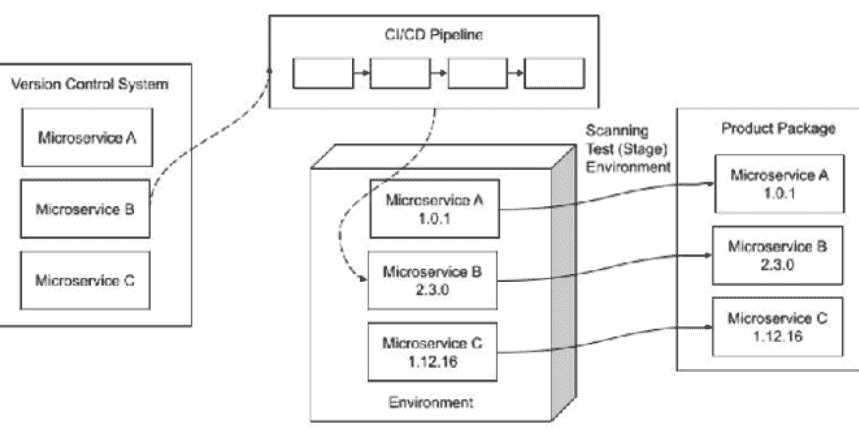 CI/CD Pipeline
Version Control System
Microservice A
Microservice B
Microservice C
Scanning
Test (Stage)
Environment
Microservice A
1.0.1
Microservice B
2.3.0
Microservice C
1.12.16
Environment
Product Package
Microservice A
1.0.1
Microservice B
2.3.0
Microservice C
1.12.16